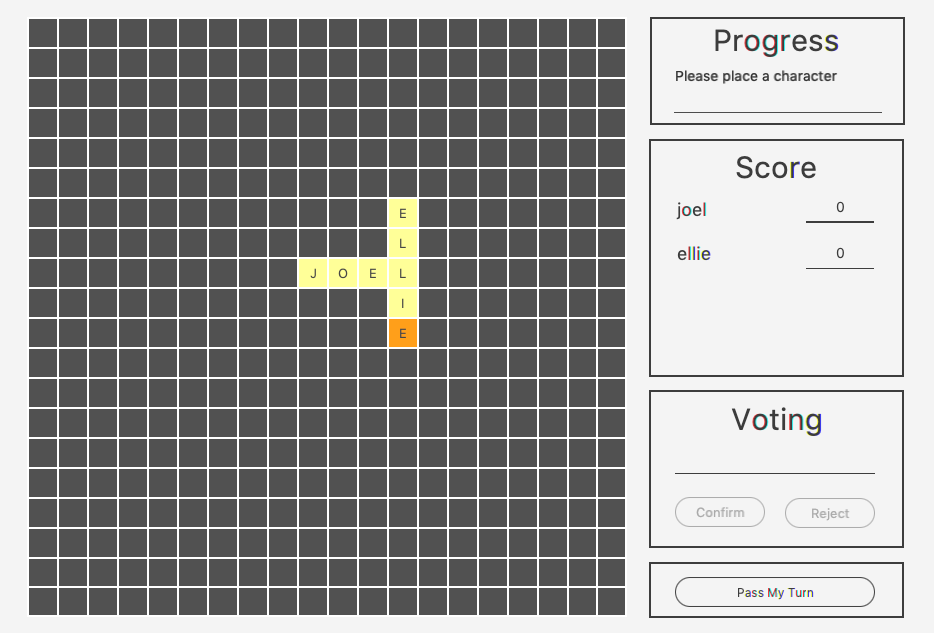 Progress
Please place a character
Score
joel 0
ellie 0
E
L
J O E L
I
E
Voting
Confirm Reject
Pass My Turn